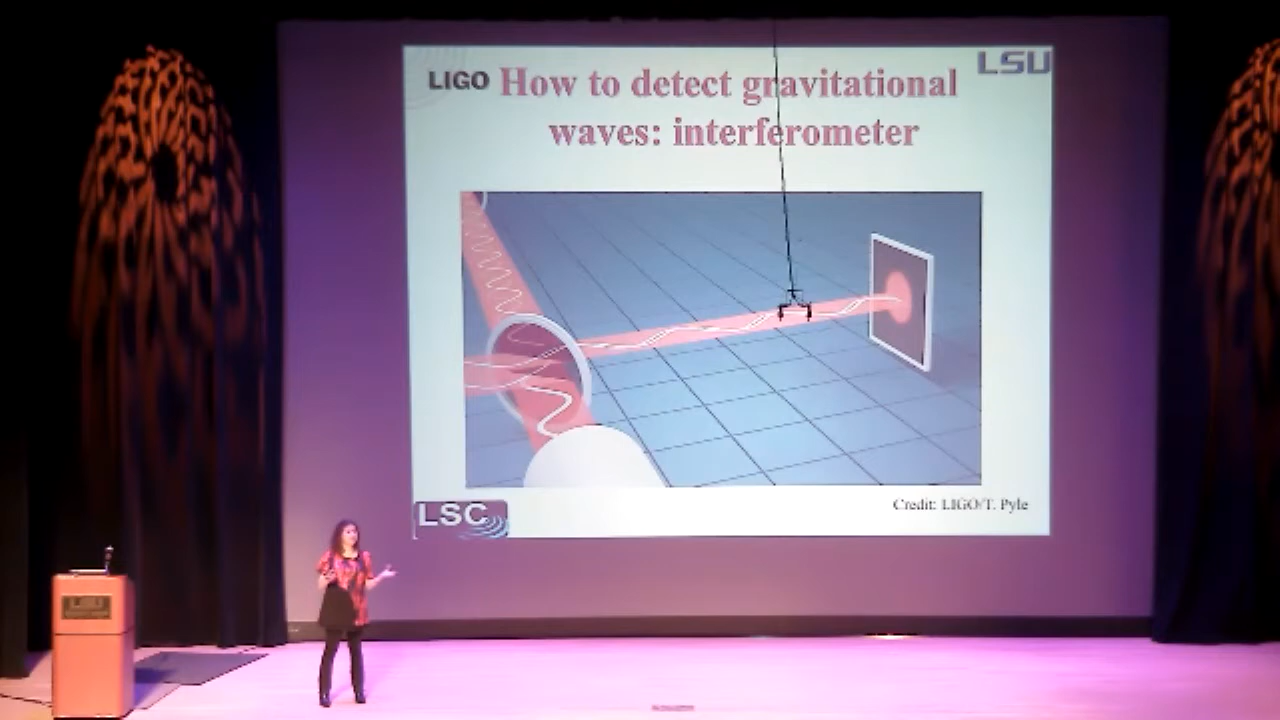 LIGO
How to detect gravitational
waves: interferometer
LSU
Credit: LIGO/T. Pyle
LSC
LSU